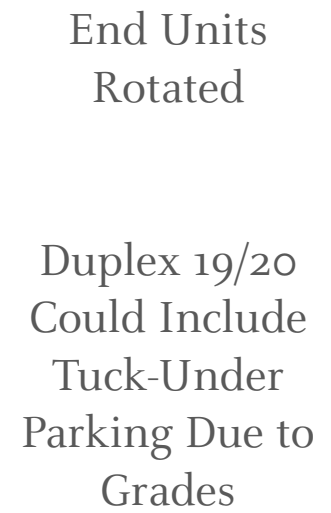 End Units
Rotated
Duplex 19/20
Could Include
Tuck-Under
Parking Due to
Grades